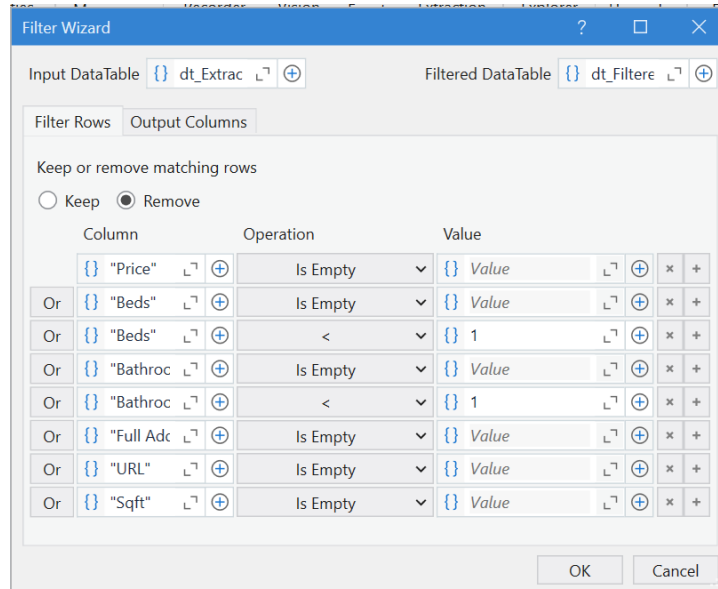 Filter Wizard ? X
Input DataTable {} dt_Extrac Filtered DataTable {} dt_Filtere
Filter Rows Output Columns
Keep or remove matching rows
Keep Remove
Column Operation Value
{} "Price" Is Empty {} Value × +
Or {} "Beds" Is Empty {} Value × +
Or {} "Beds" < {} 1 × +
Or {} "Bathroo Is Empty {} Value × +
Or {} "Bathroo < {} 1 × +
Or {} "Full Adc Is Empty {} Value × +
Or {} "URL" Is Empty {} Value × +
Or {} "Sqft" Is Empty {} Value × +
OK Cancel